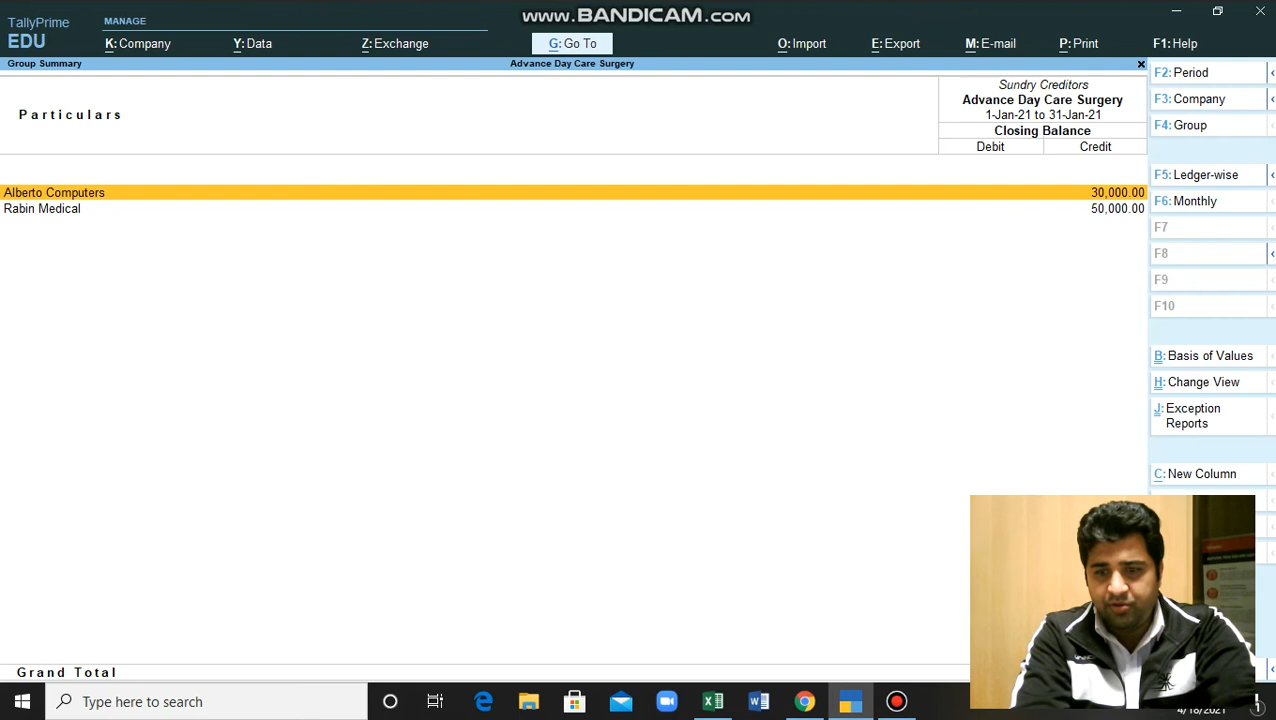 www.BANDICAM.com
TallyPrime
EDU
MANAGE
K: Company
Y: Data
Z: Exchange
G: Go To
O: Import
E: Export
M: E-mail
P: Print
F1: Help
Group Summary
Advance Day Care Surgery
Particulars
Sundry Creditors
Advance Day Care Surgery
1-Jan-21 to 31-Jan-21
Closing Balance
Debit Credit
Alberto Computers 30,000.00
Rabin Medical 50,000.00
Grand Total
F2: Period
F3: Company
F4: Group
F5: Ledger-wise
F6: Monthly
F7
F8
F9
F10
B: Basis of Values
H: Change View
J: Exception
Reports
C: New Column
Type here to search
4/18/2021
1